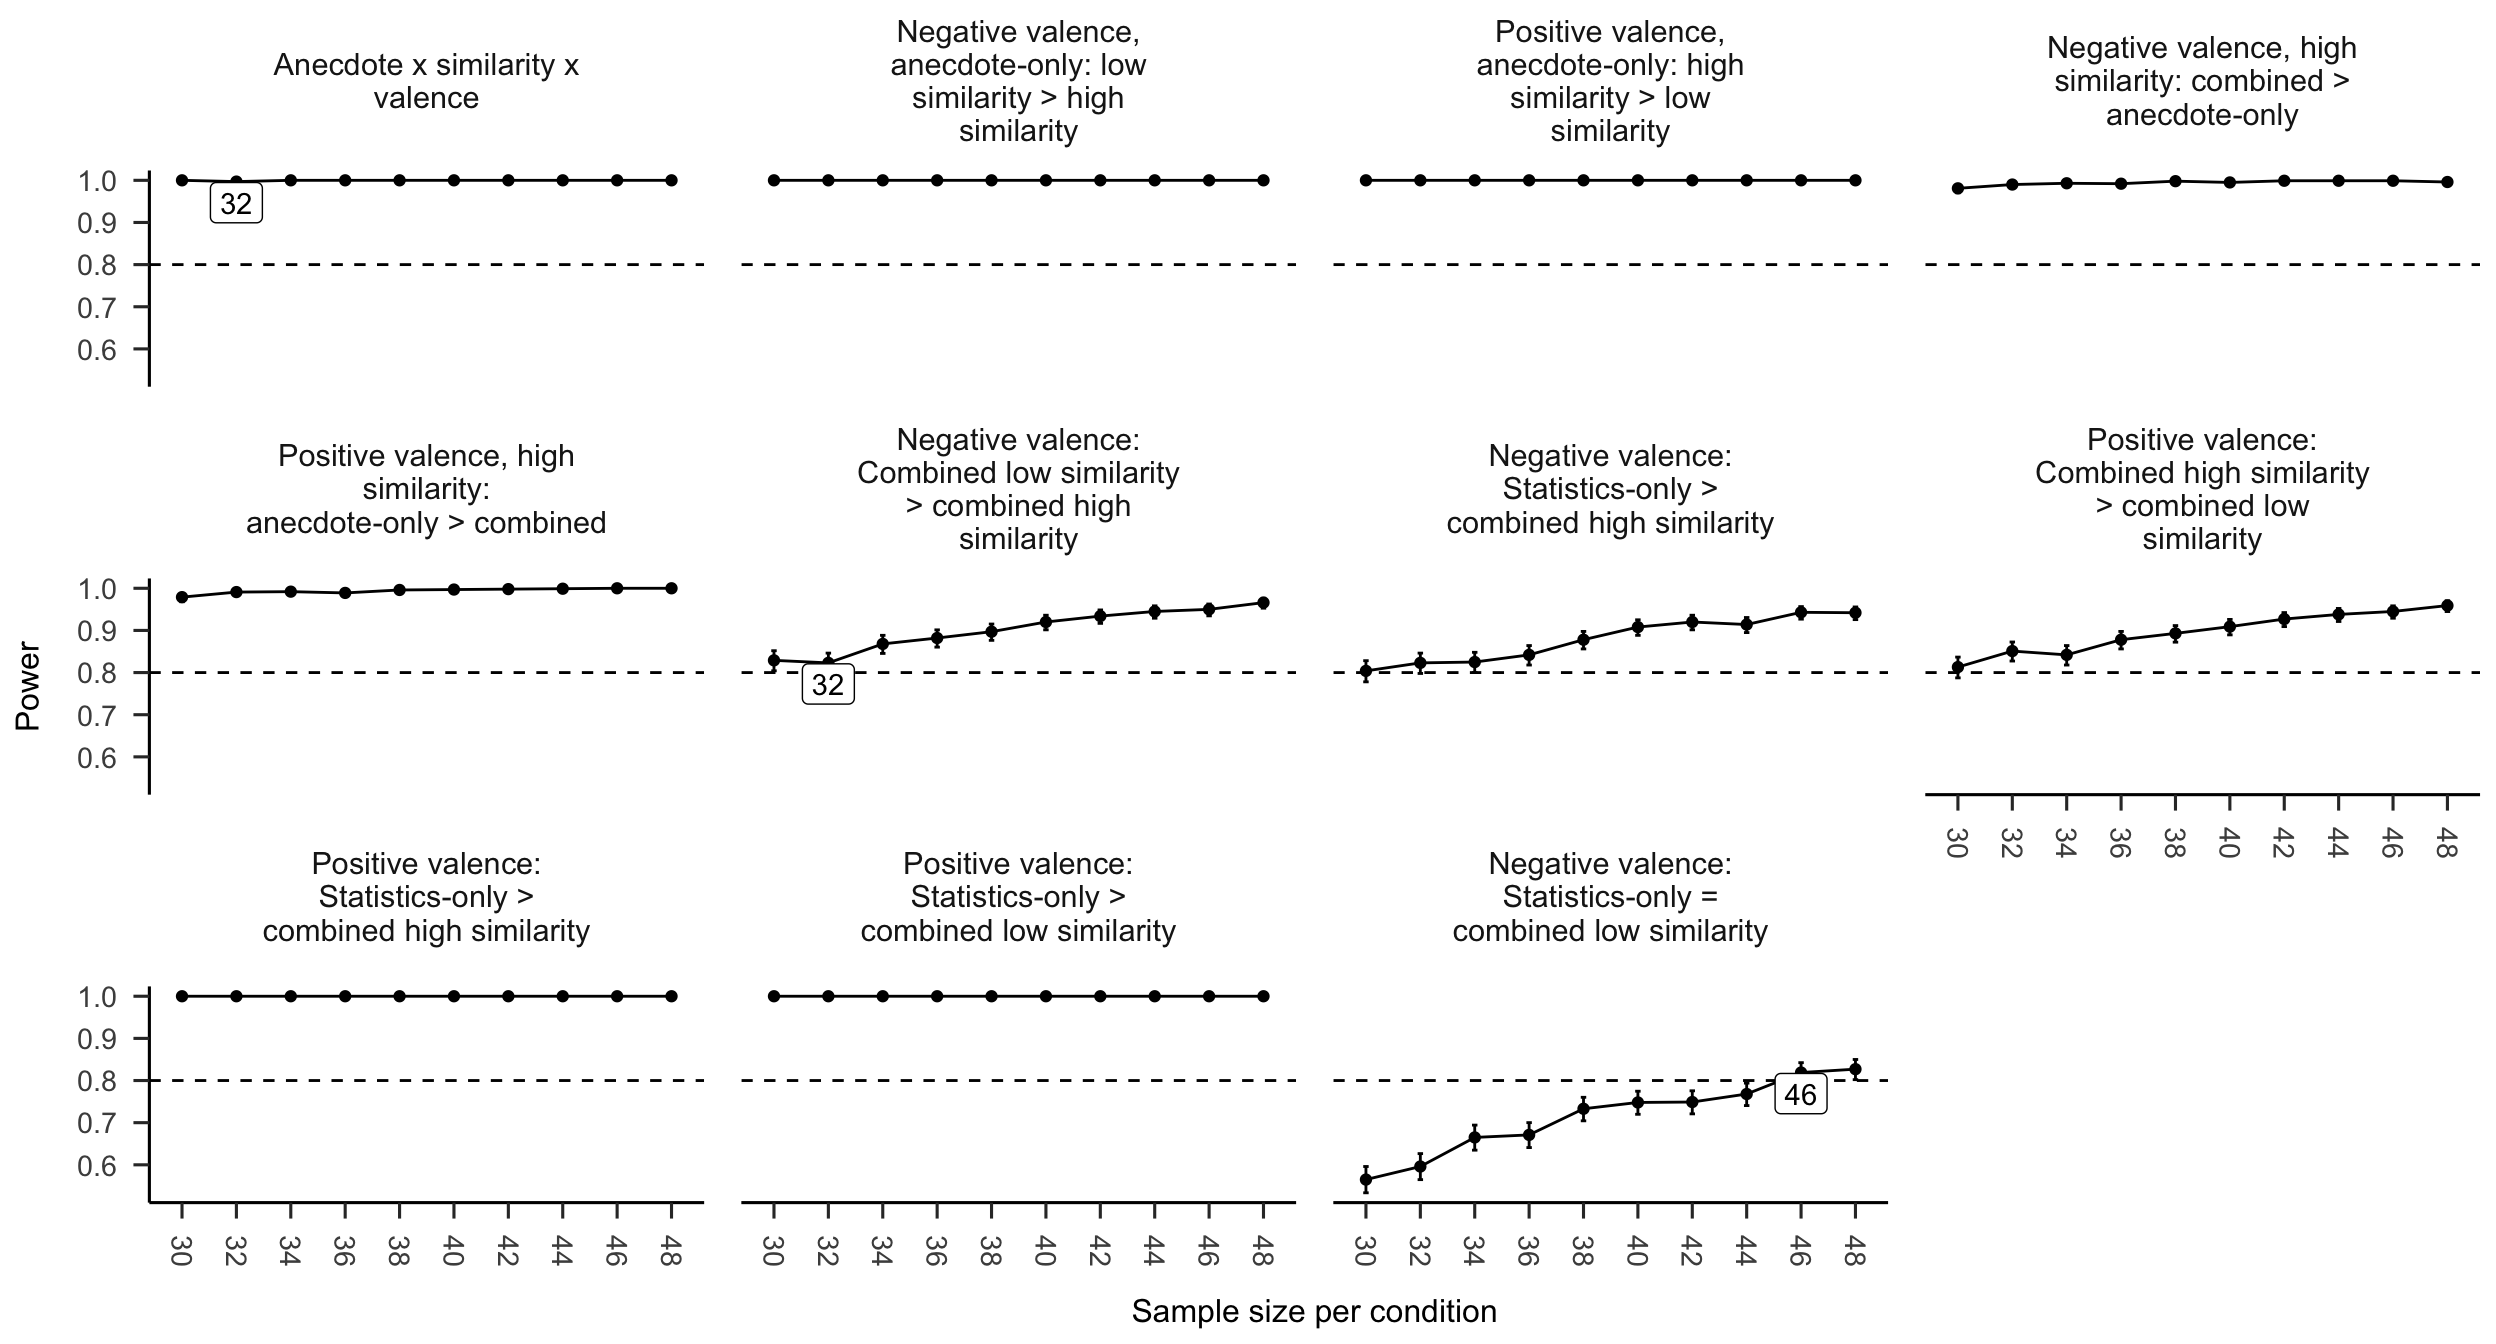 Anecdote x similarity x
valence
Negative valence,
anecdote-only: low
similarity > high
similarity
Positive valence,
anecdote-only: high
similarity > low
similarity
Negative valence, high
similarity: combined >
anecdote-only
1.0
0.9
0.8
0.7
0.6
32
Positive valence, high
similarity:
anecdote-only > combined
Negative valence:
Combined low similarity
> combined high
similarity
Negative valence:
Statistics-only >
combined high similarity
Positive valence:
Combined high similarity
> combined low
similarity
Power
1.0
0.9
0.8
0.7
0.6
32
30 32 34 36 38 40 42 44 46 48
Positive valence:
Statistics-only >
combined high similarity
Positive valence:
Statistics-only >
combined low similarity
Negative valence:
Statistics-only =
combined low similarity
1.0
0.9
0.8
0.7
0.6
46
30 32 34 36 38 40 42 44 46 48
30 32 34 36 38 40 42 44 46 48
30 32 34 36 38 40 42 44 46 48
Sample size per condition